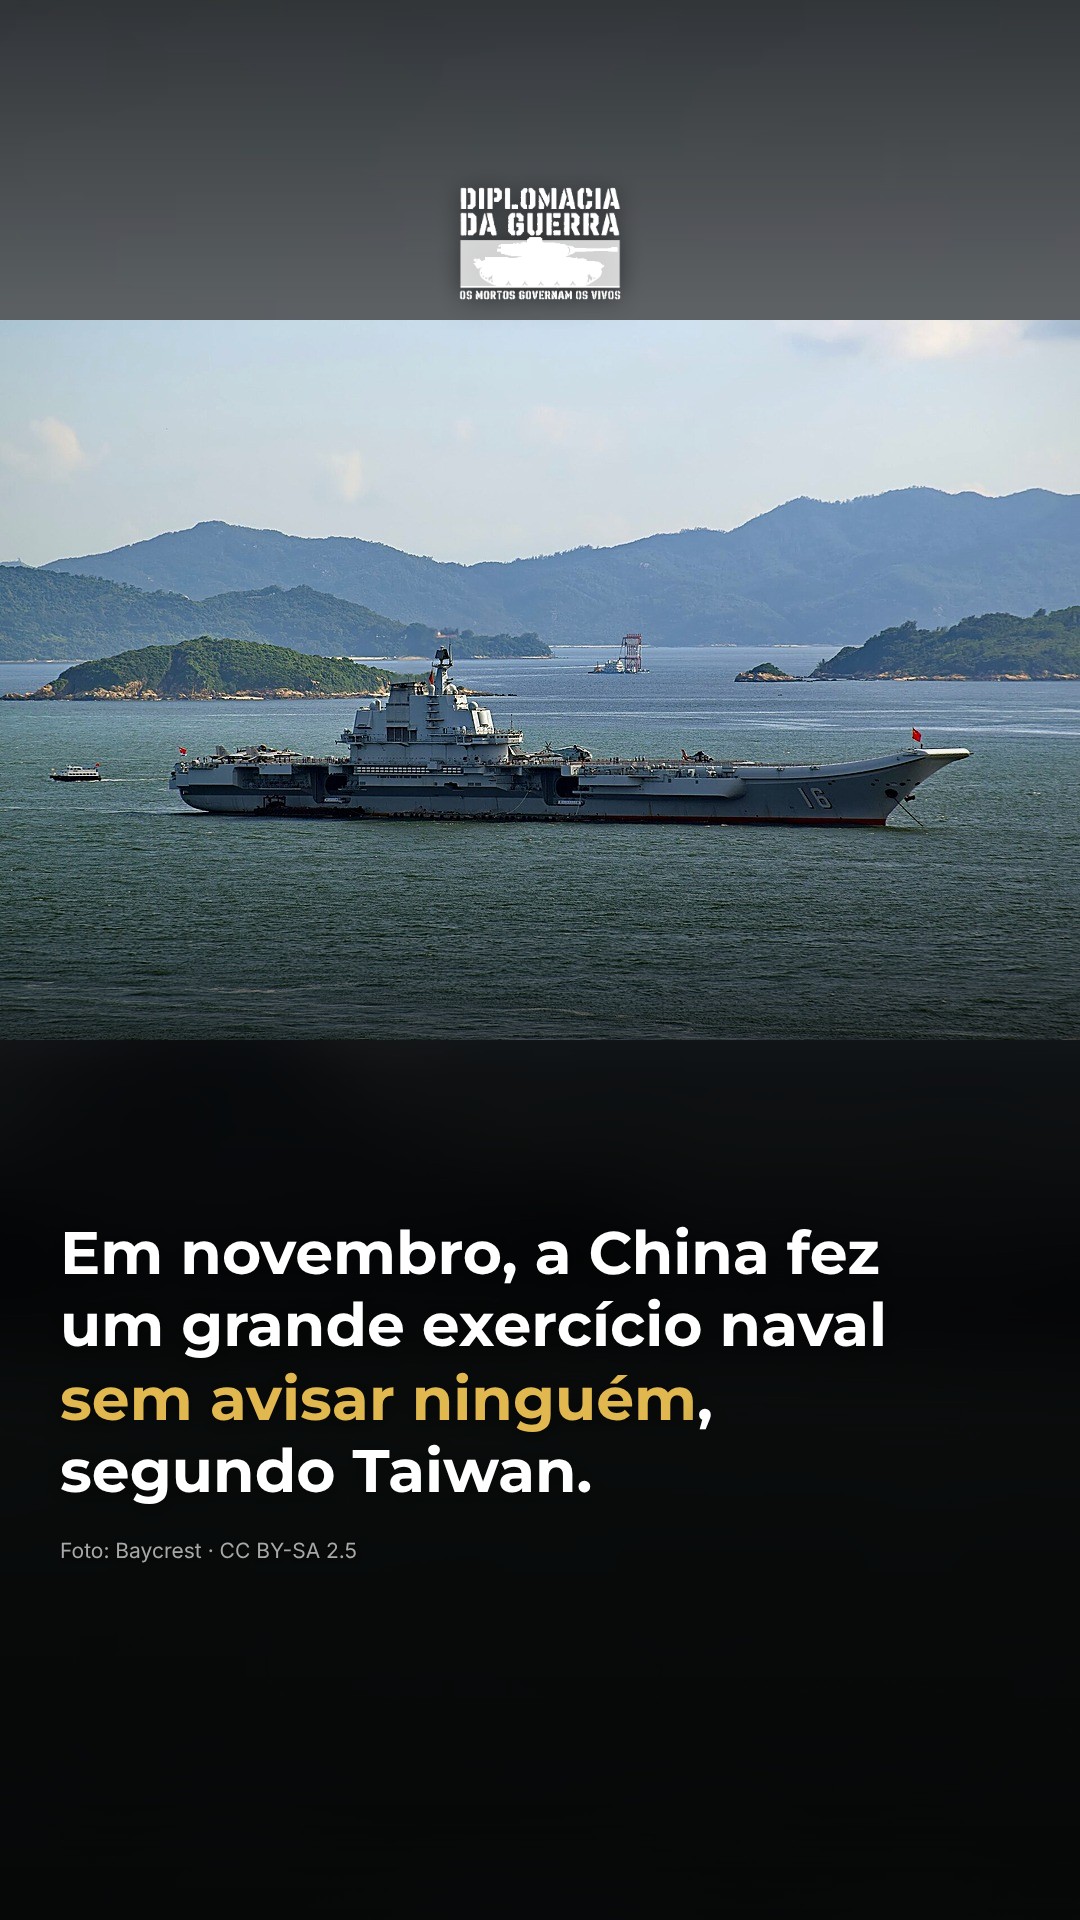 DIPLOMACIA
DA GUERRA
OS MORTOS GOVERNAM OS VIVOS
16
Em novembro, a China fez
um grande exercício naval
sem avisar ninguém,
segundo Taiwan.
Foto: Baycrest · CC BY-SA 2.5